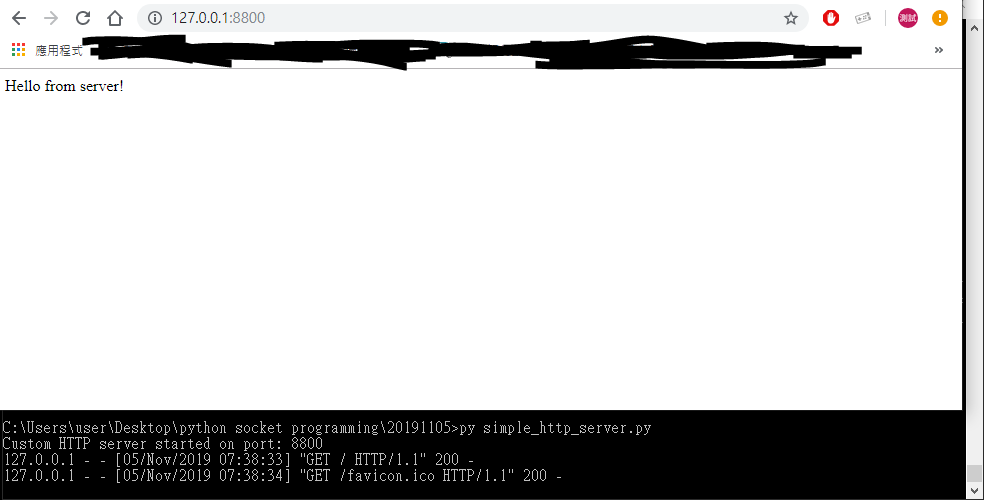 127.0.0.1:8800
測試
應用程式
Hello from server!
C:\Users\user\Desktop\python socket programming\20191105>py simple_http_server.py
Custom HTTP server started on port: 8800
127.0.0.1 - - [05/Nov/2019 07:38:33] "GET / HTTP/1.1" 200 -
127.0.0.1 - - [05/Nov/2019 07:38:34] "GET /favicon.ico HTTP/1.1" 200 -